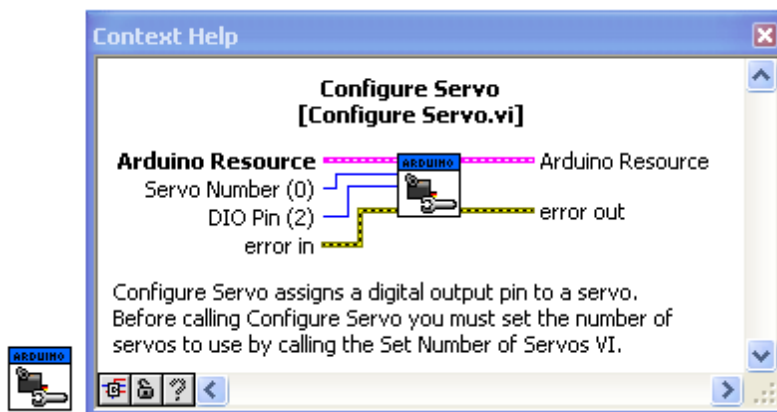 Context Help
Configure Servo
[Configure Servo.vi]
Arduino Resource
ARDUINO
Arduino Resource
Servo Number (0)
DIO Pin (2)
error out
error in
Configure Servo assigns a digital output pin to a servo.
Before calling Configure Servo you must set the number of
servos to use by calling the Set Number of Servos VI.
ARDUINO
?